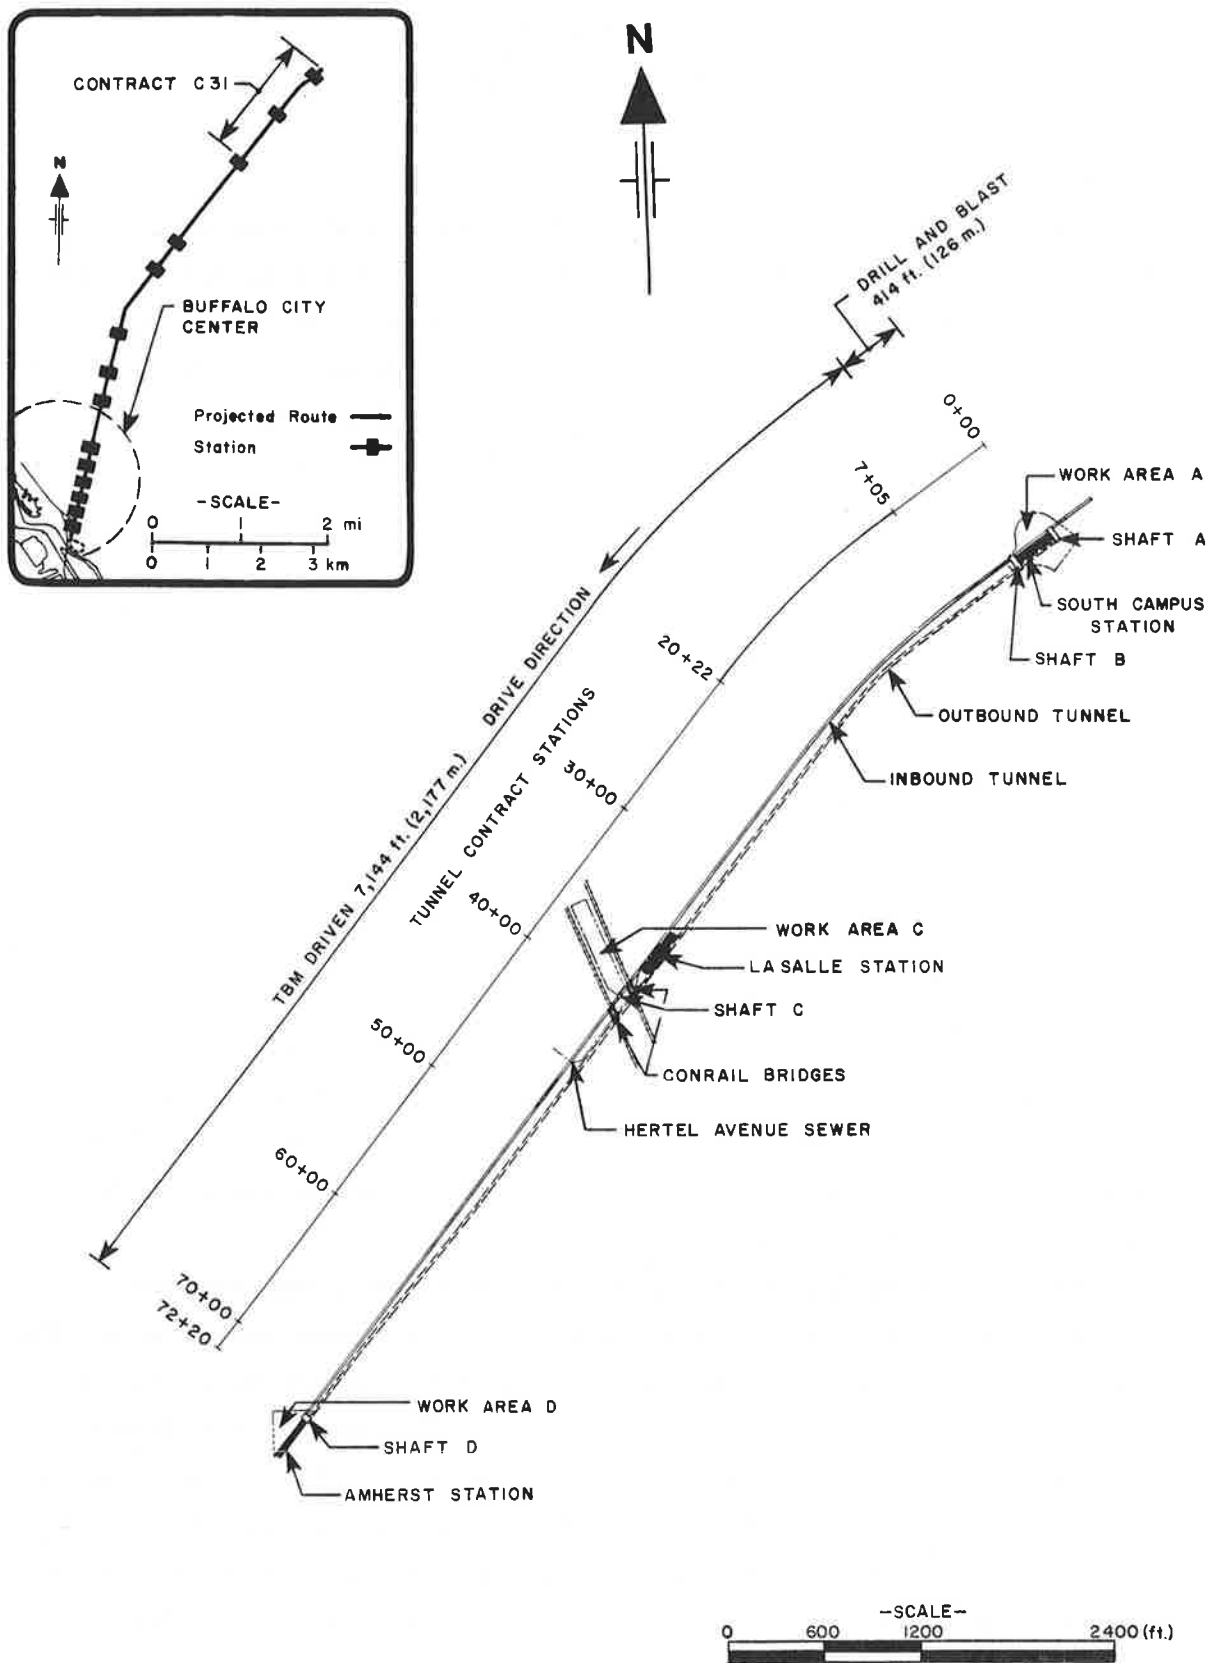 CONTRACT C31
N
BUFFALO CITY
CENTER
Projected Route
Station
-SCALE-
0 1 2 mi
0 1 2 3 km
N
DRILL AND BLAST
414 ft. (126 m.)
0+00
7+05
WORK AREA A
SHAFT A
SOUTH CAMPUS
STATION
SHAFT B
OUTBOUND TUNNEL
INBOUND TUNNEL
20+22
DRIVE DIRECTION
TBM DRIVEN 7,144 ft. (2,177 m.)
TUNNEL CONTRACT STATIONS
30+00
40+00
WORK AREA C
LA SALLE STATION
SHAFT C
50+00
CONRAIL BRIDGES
HERTEL AVENUE SEWER
60+00
70+00
72+20
WORK AREA D
SHAFT D
AMHERST STATION
-SCALE-
0 600 1200 2400 (ft.)